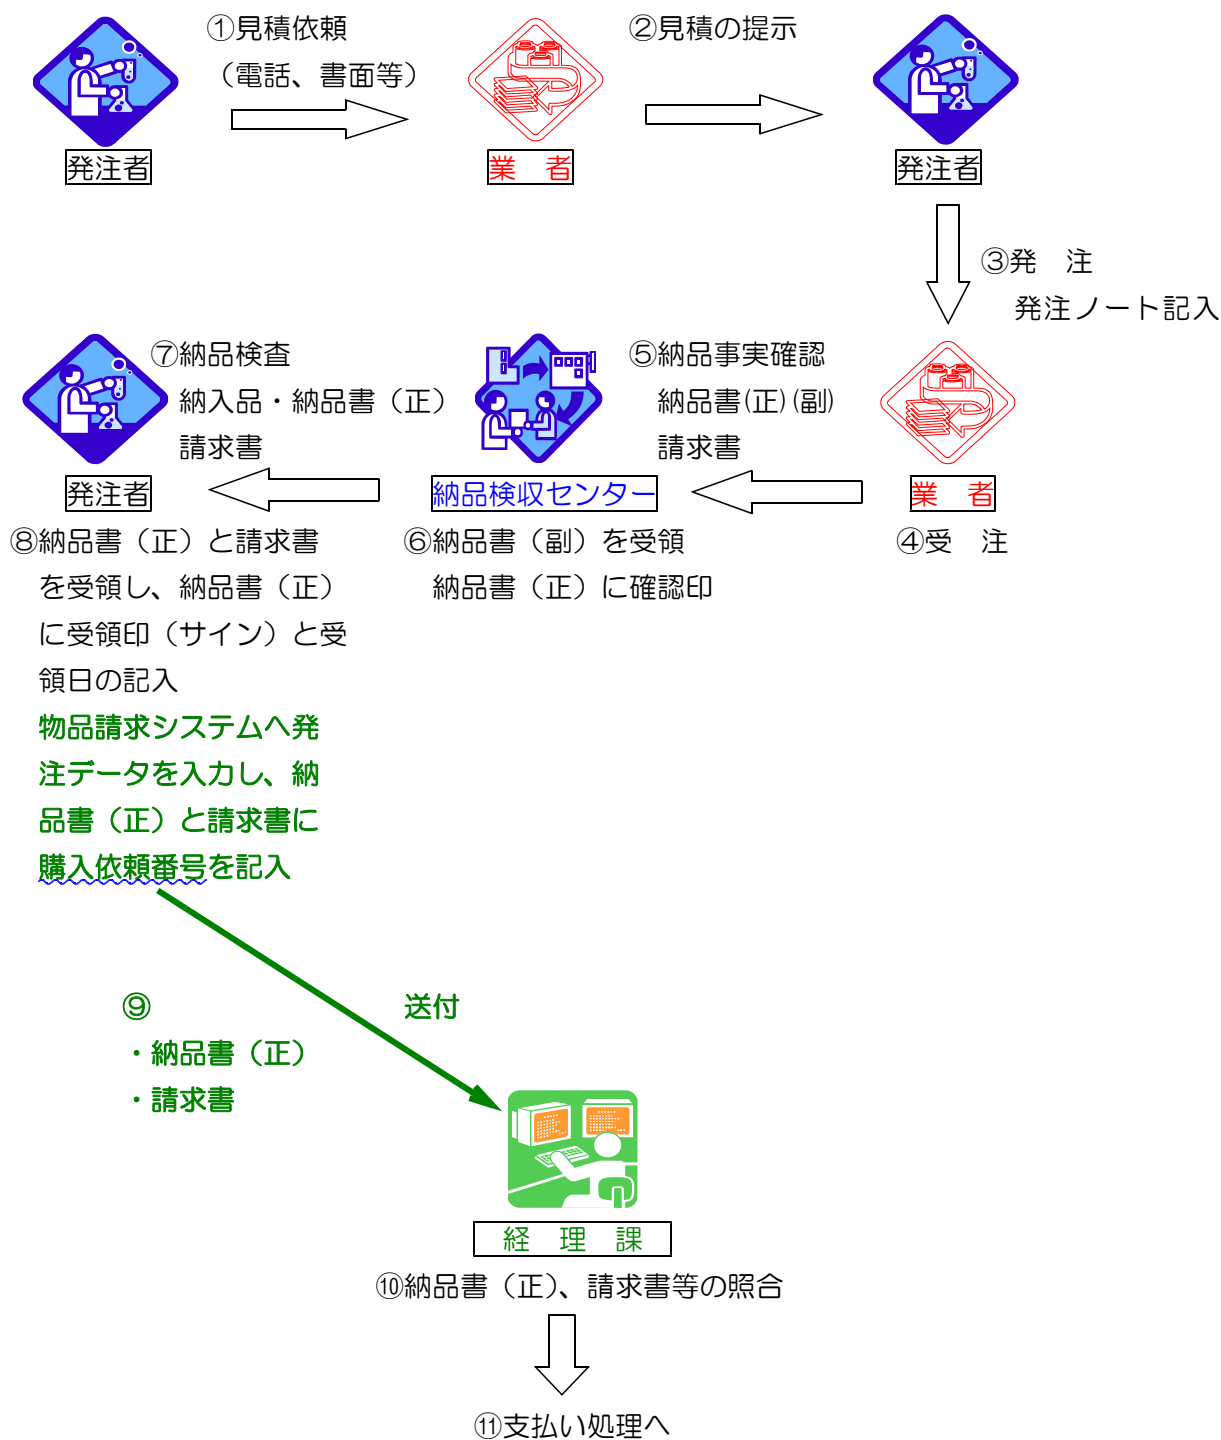 ①見積依頼
（電話、書面等）
②見積の提示
発注者
業　者
発注者
③発　注
発注ノート記入
⑦納品検査
納入品・納品書（正）
請求書
⑤納品事実確認
納品書(正)(副)
請求書
発注者
納品検収センター
業　者
⑧納品書（正）と請求書
を受領し、納品書（正）
に受領印（サイン）と受
領日の記入
物品請求システムへ発
注データを入力し、納
品書（正）と請求書に
購入依頼番号を記入
⑥納品書（副）を受領
納品書（正）に確認印
④受　注
⑨
・納品書（正）
・請求書
送付
経　理　課
⑩納品書（正）、請求書等の照合
⑪支払い処理へ